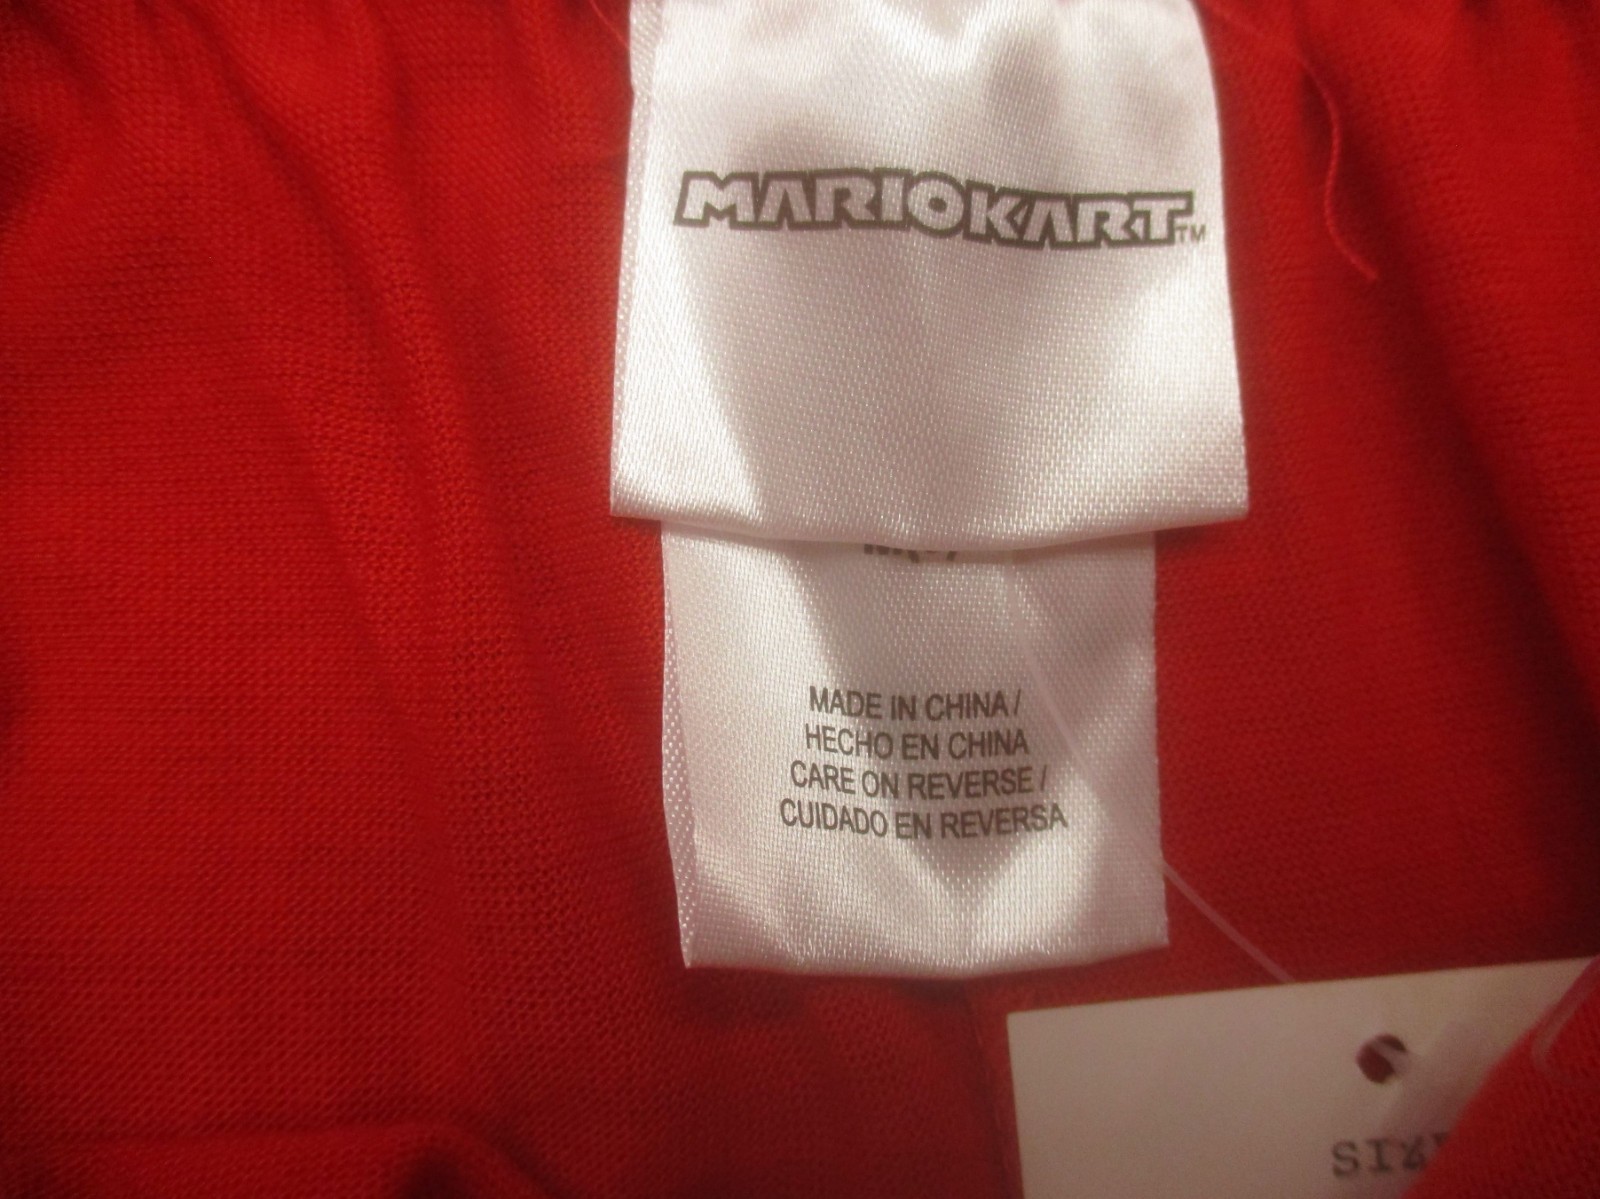 MARIOKART™
MADE IN CHINA /
HECHO EN CHINA
CARE ON REVERSE /
CUIDADO EN REVERSA